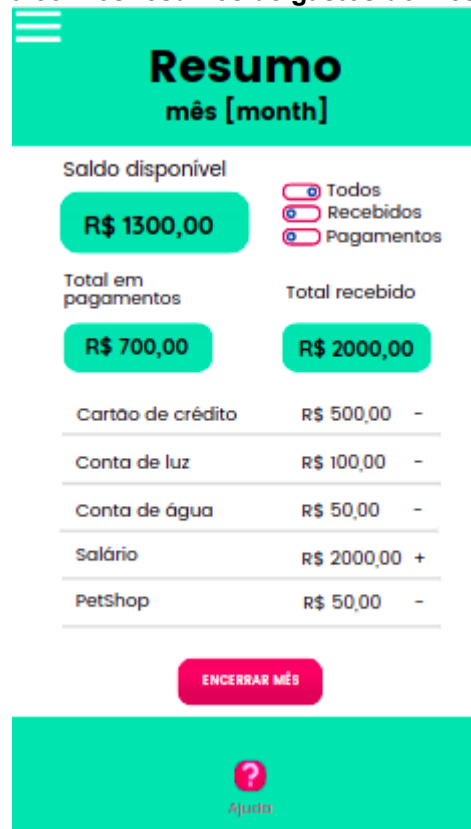 Resumo
mês [month]
Saldo disponível
R$ 1300,00
Todos
Recebidos
Pagamentos
Total em
pagamentos
Total recebido
R$ 700,00
R$ 2000,00
Cartão de crédito R$ 500,00 -
Conta de luz R$ 100,00 -
Conta de água R$ 50,00 -
Salário R$ 2000,00 +
PetShop R$ 50,00 -
ENCERRAR MÊS
?
Ajuda